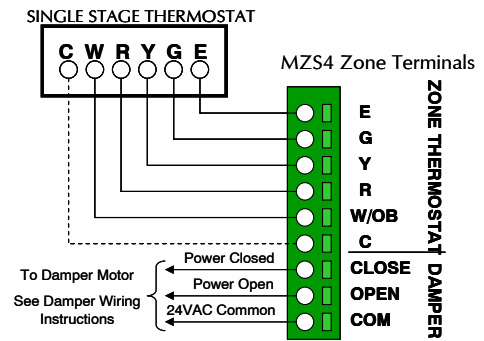 SINGLE STAGE THERMOSTAT
C W R Y G E
MZS4 Zone Terminals
E
G
Y
R
W/OB
C
ZONE THERMOSTAT
CLOSE
OPEN
COM
DAMPER
Power Closed
Power Open
24VAC Common
To Damper Motor
See Damper Wiring
Instructions